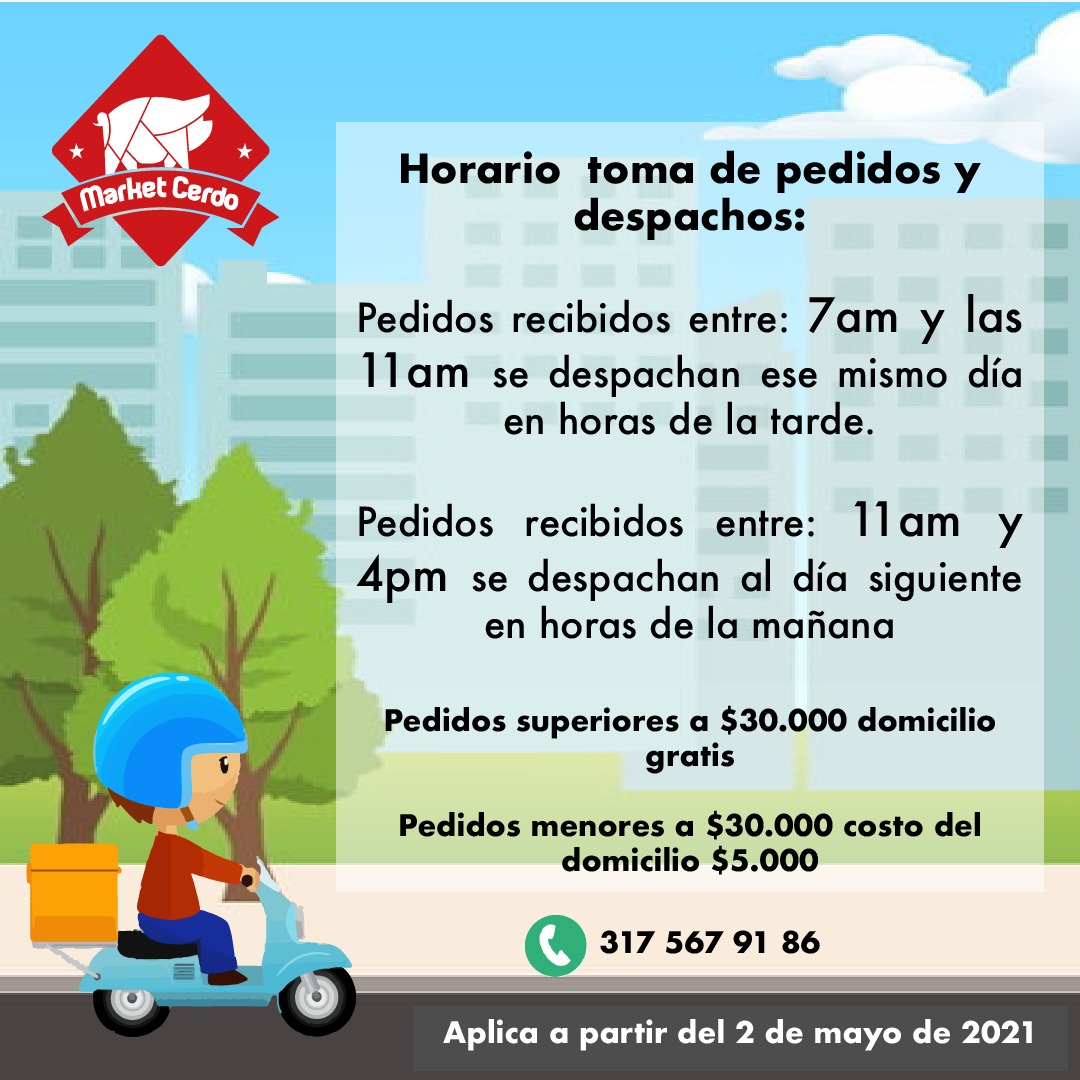 Market Cerdo
Horario toma de pedidos y
despachos:
Pedidos recibidos entre: 7am y las
11am se despachan ese mismo día
en horas de la tarde.
Pedidos recibidos entre: 11am y
4pm se despachan al día siguiente
en horas de la mañana
Pedidos superiores a $30.000 domicilio
gratis
Pedidos menores a $30.000 costo del
domicilio $5.000
317 567 91 86
Aplica a partir del 2 de mayo de 2021